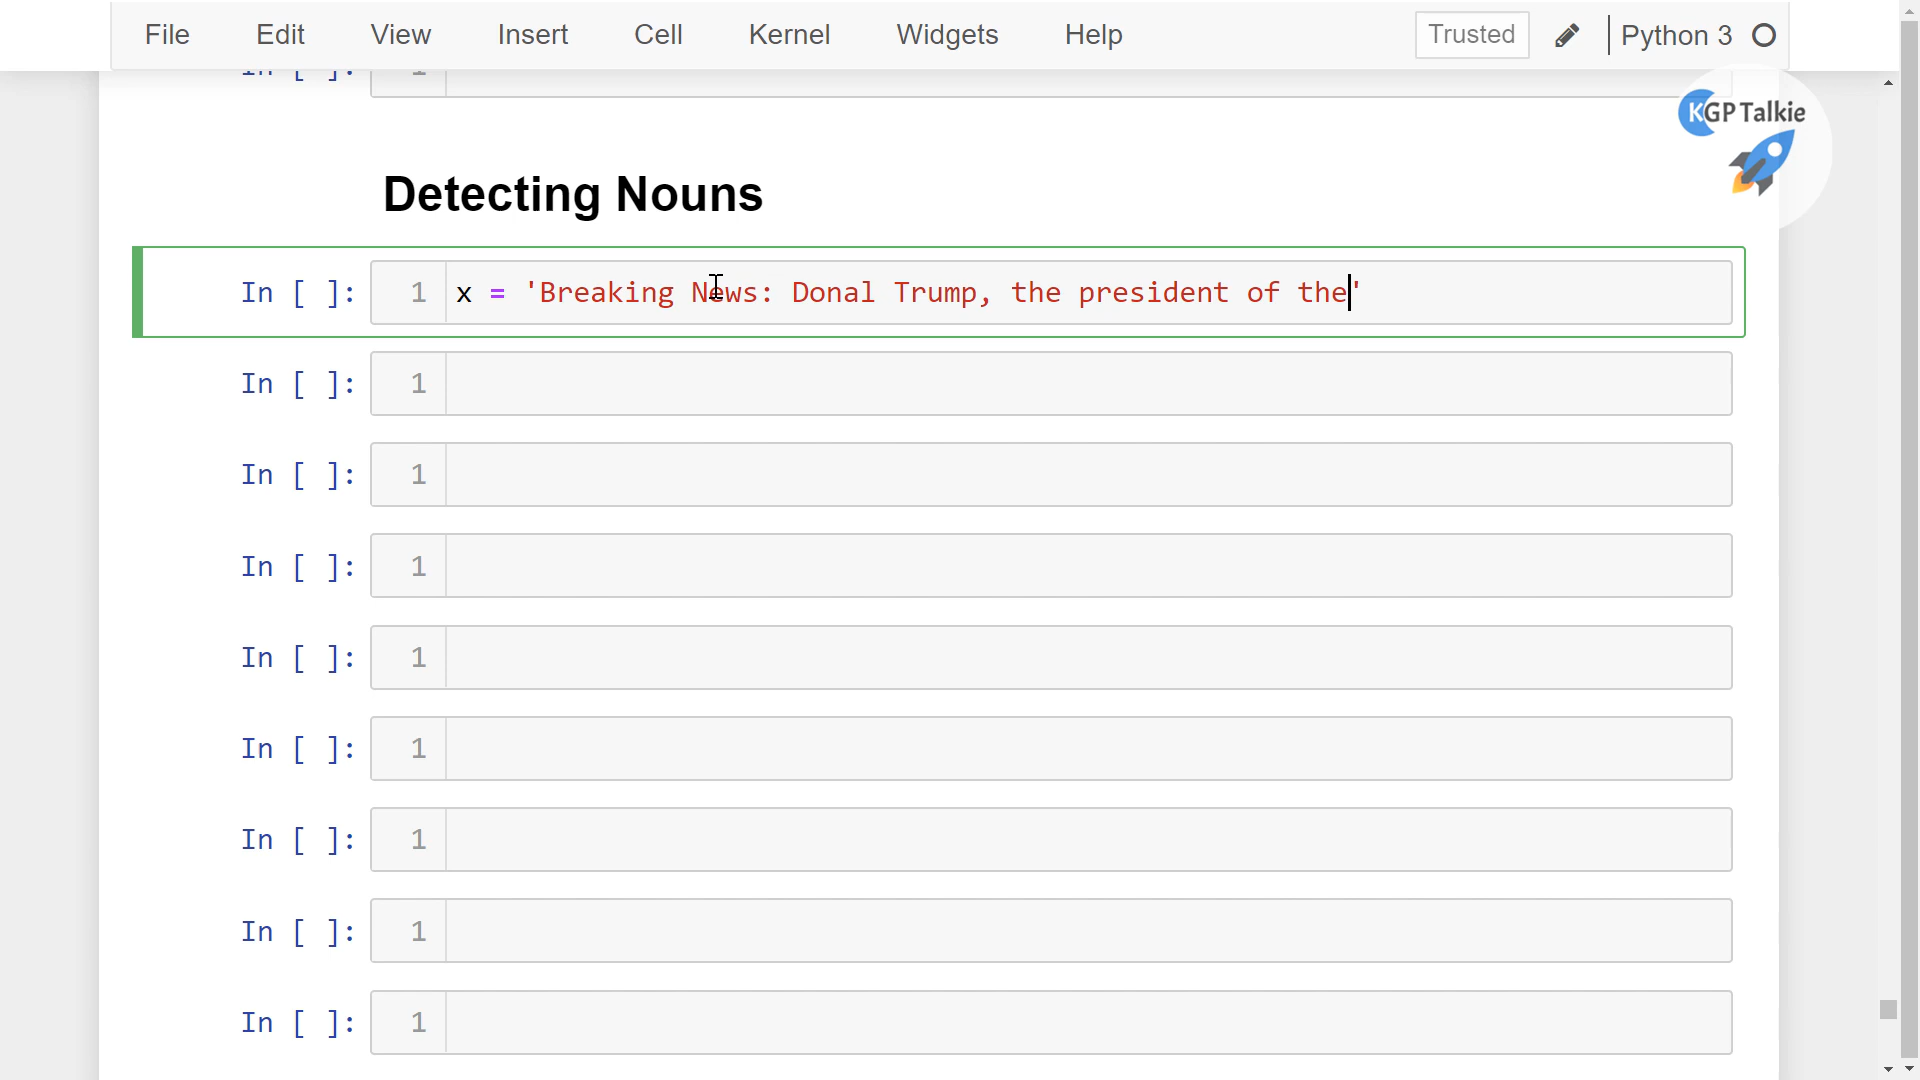 File Edit View Insert Cell Kernel Widgets Help Trusted Python 3
In [ ]: 1
KGP Talkie
Detecting Nouns
In [ ]: 1 x = 'Breaking News: Donal Trump, the president of the'
In [ ]: 1
In [ ]: 1
In [ ]: 1
In [ ]: 1
In [ ]: 1
In [ ]: 1
In [ ]: 1
In [ ]: 1